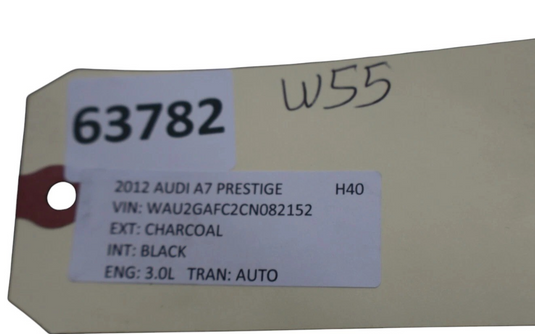 W55
63782
2012 AUDI A7 PRESTIGE H40
VIN: WAU2GAFC2CN082152
EXT: CHARCOAL
INT: BLACK
ENG: 3.0L TRAN: AUTO